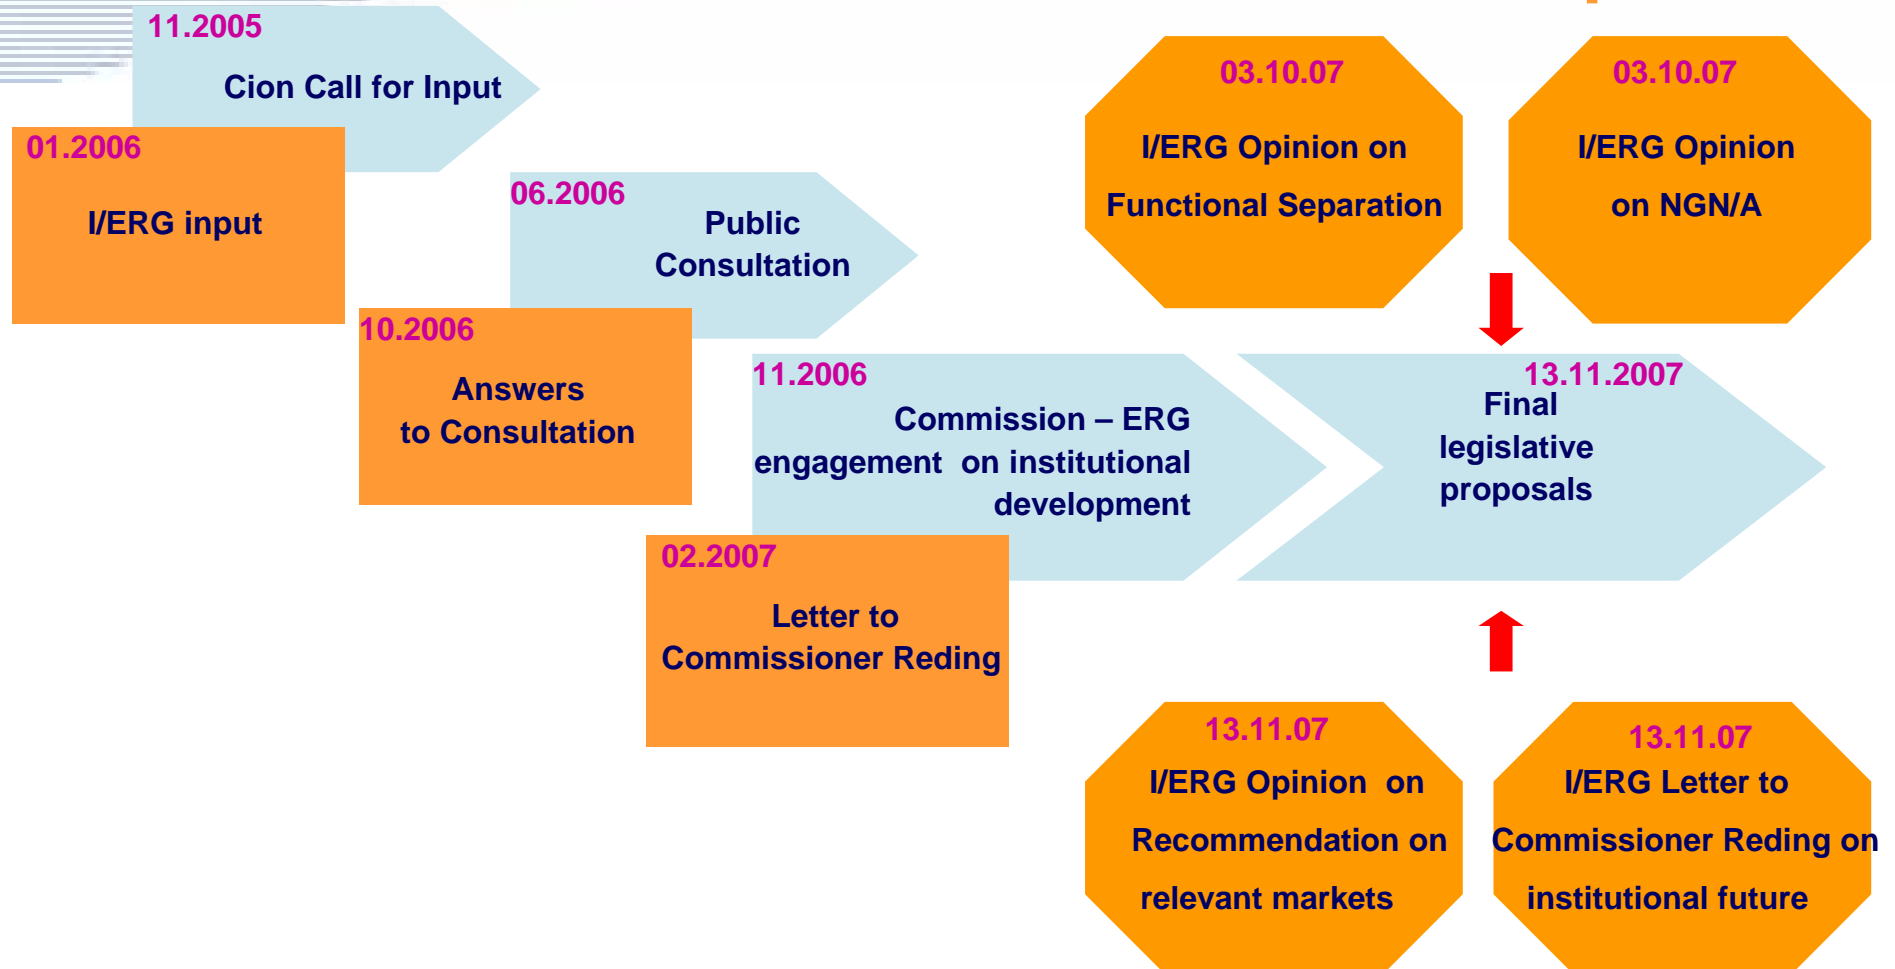 11.2005
Cion Call for Input
01.2006
I/ERG input
06.2006
Public
Consultation
10.2006
Answers
to Consultation
11.2006
Commission – ERG
engagement on institutional
development
02.2007
Letter to
Commissioner Reding
03.10.07
I/ERG Opinion on
Functional Separation
03.10.07
I/ERG Opinion
on NGN/A
13.11.2007
Final
legislative
proposals
13.11.07
I/ERG Opinion on
Recommendation on
relevant markets
13.11.07
I/ERG Letter to
Commissioner Reding on
institutional future